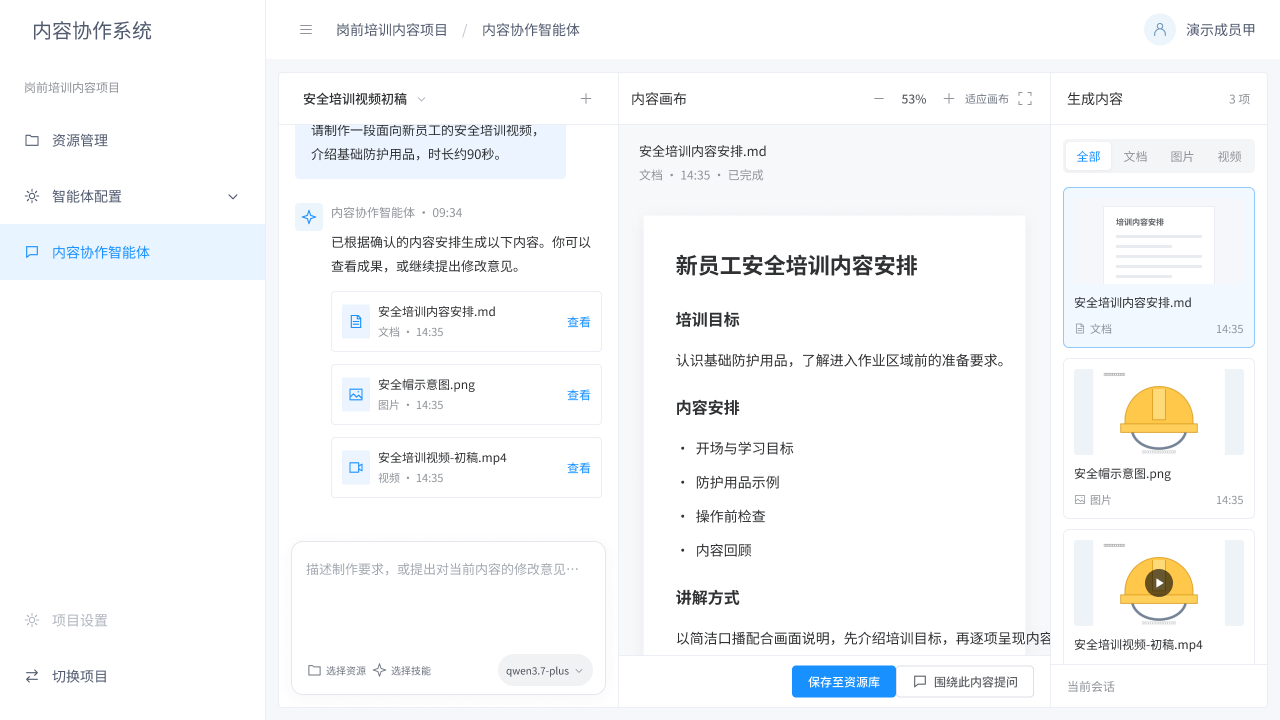 内容协作系统
岗前培训内容项目
资源管理
智能体配置
内容协作智能体
项目设置
切换项目
岗前培训内容项目 / 内容协作智能体
演示成员甲
安全培训视频初稿
请制作一段面向新员工的安全培训视频，
介绍基础防护用品，时长约90秒。
内容协作智能体 • 09:34
已根据确认的内容安排生成以下内容。你可以
查看成果，或继续提出修改意见。
安全培训内容安排.md
文档 • 14:35
查看
安全帽示意图.png
图片 • 14:35
查看
安全培训视频-初稿.mp4
视频 • 14:35
查看
描述制作要求，或提出对当前内容的修改意见…
选择资源 选择技能
qwen3.7-plus
内容画布
53%
适应画布
安全培训内容安排.md
文档 • 14:35 • 已完成
新员工安全培训内容安排
培训目标
认识基础防护用品，了解进入作业区域前的准备要求。
内容安排
• 开场与学习目标
• 防护用品示例
• 操作前检查
• 内容回顾
讲解方式
以简洁口播配合画面说明，先介绍培训目标，再逐项呈现内容
保存至资源库
围绕此内容提问
生成内容
3 项
全部 文档 图片 视频
培训内容安排
安全培训内容安排.md
文档 14:35
安全帽示意图.png
图片 14:35
安全培训视频-初稿.mp4
当前会话